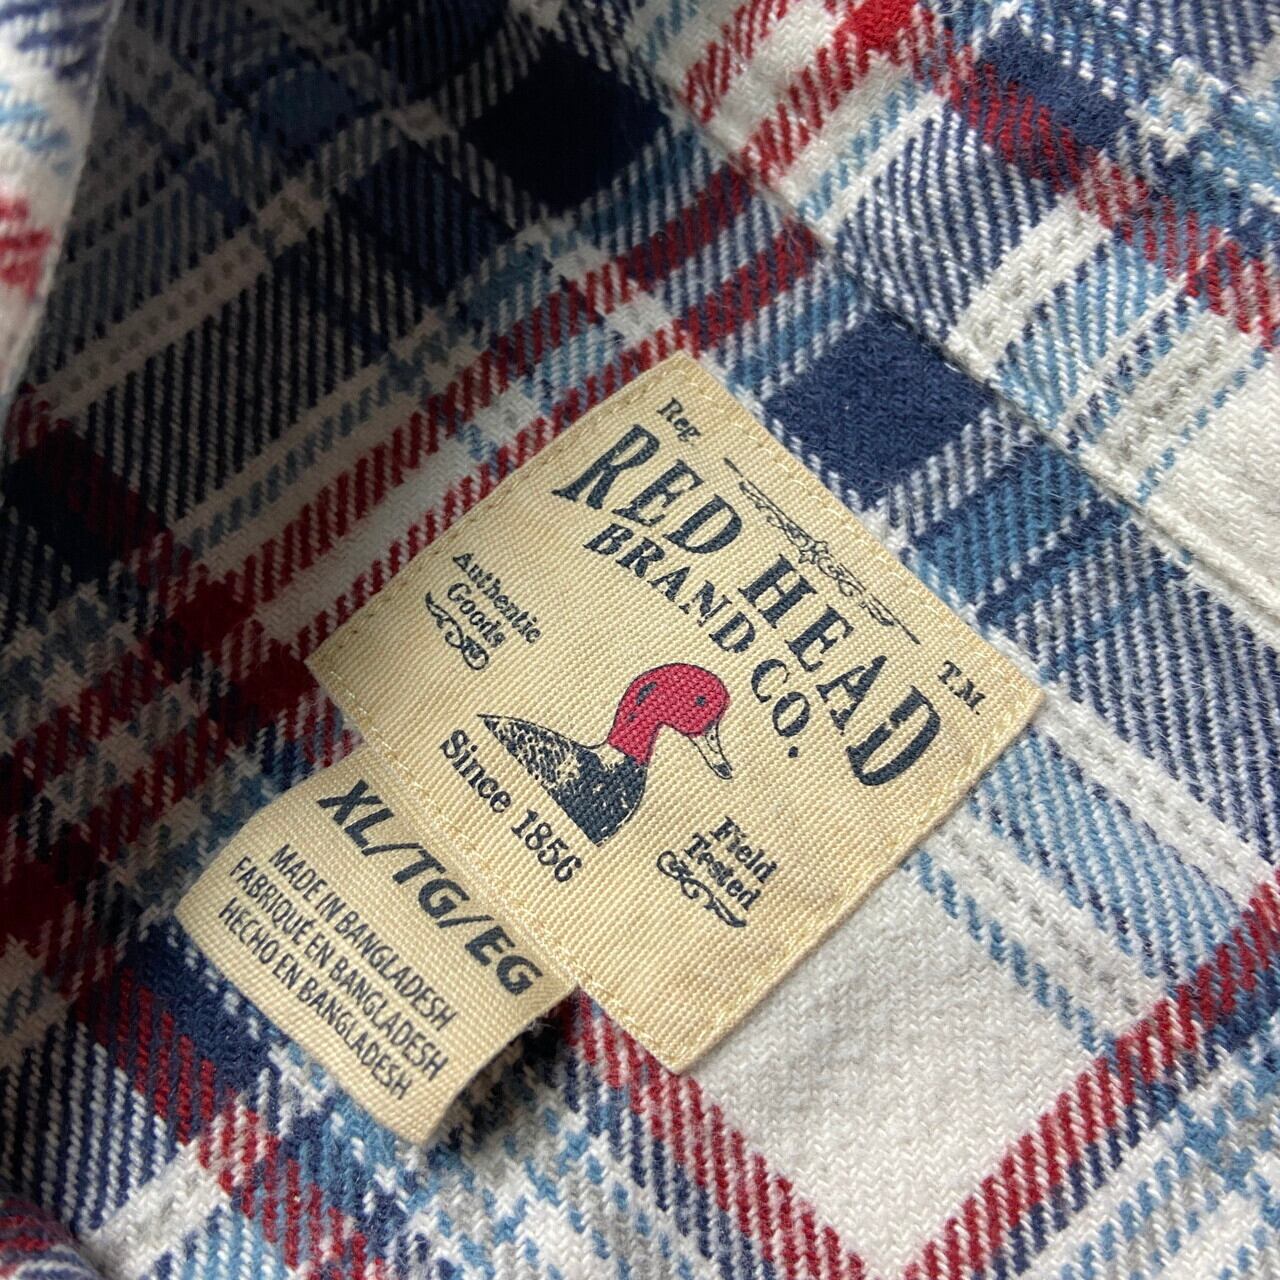 Reg.
RED HEAD
T.M.
BRAND CO.
Authentic
Goods
Since 1856
Field
Tested
XL/TG/EG
MADE IN BANGLADESH
FABRIQUÉ EN BANGLADESH
HECHO EN BANGLADESH